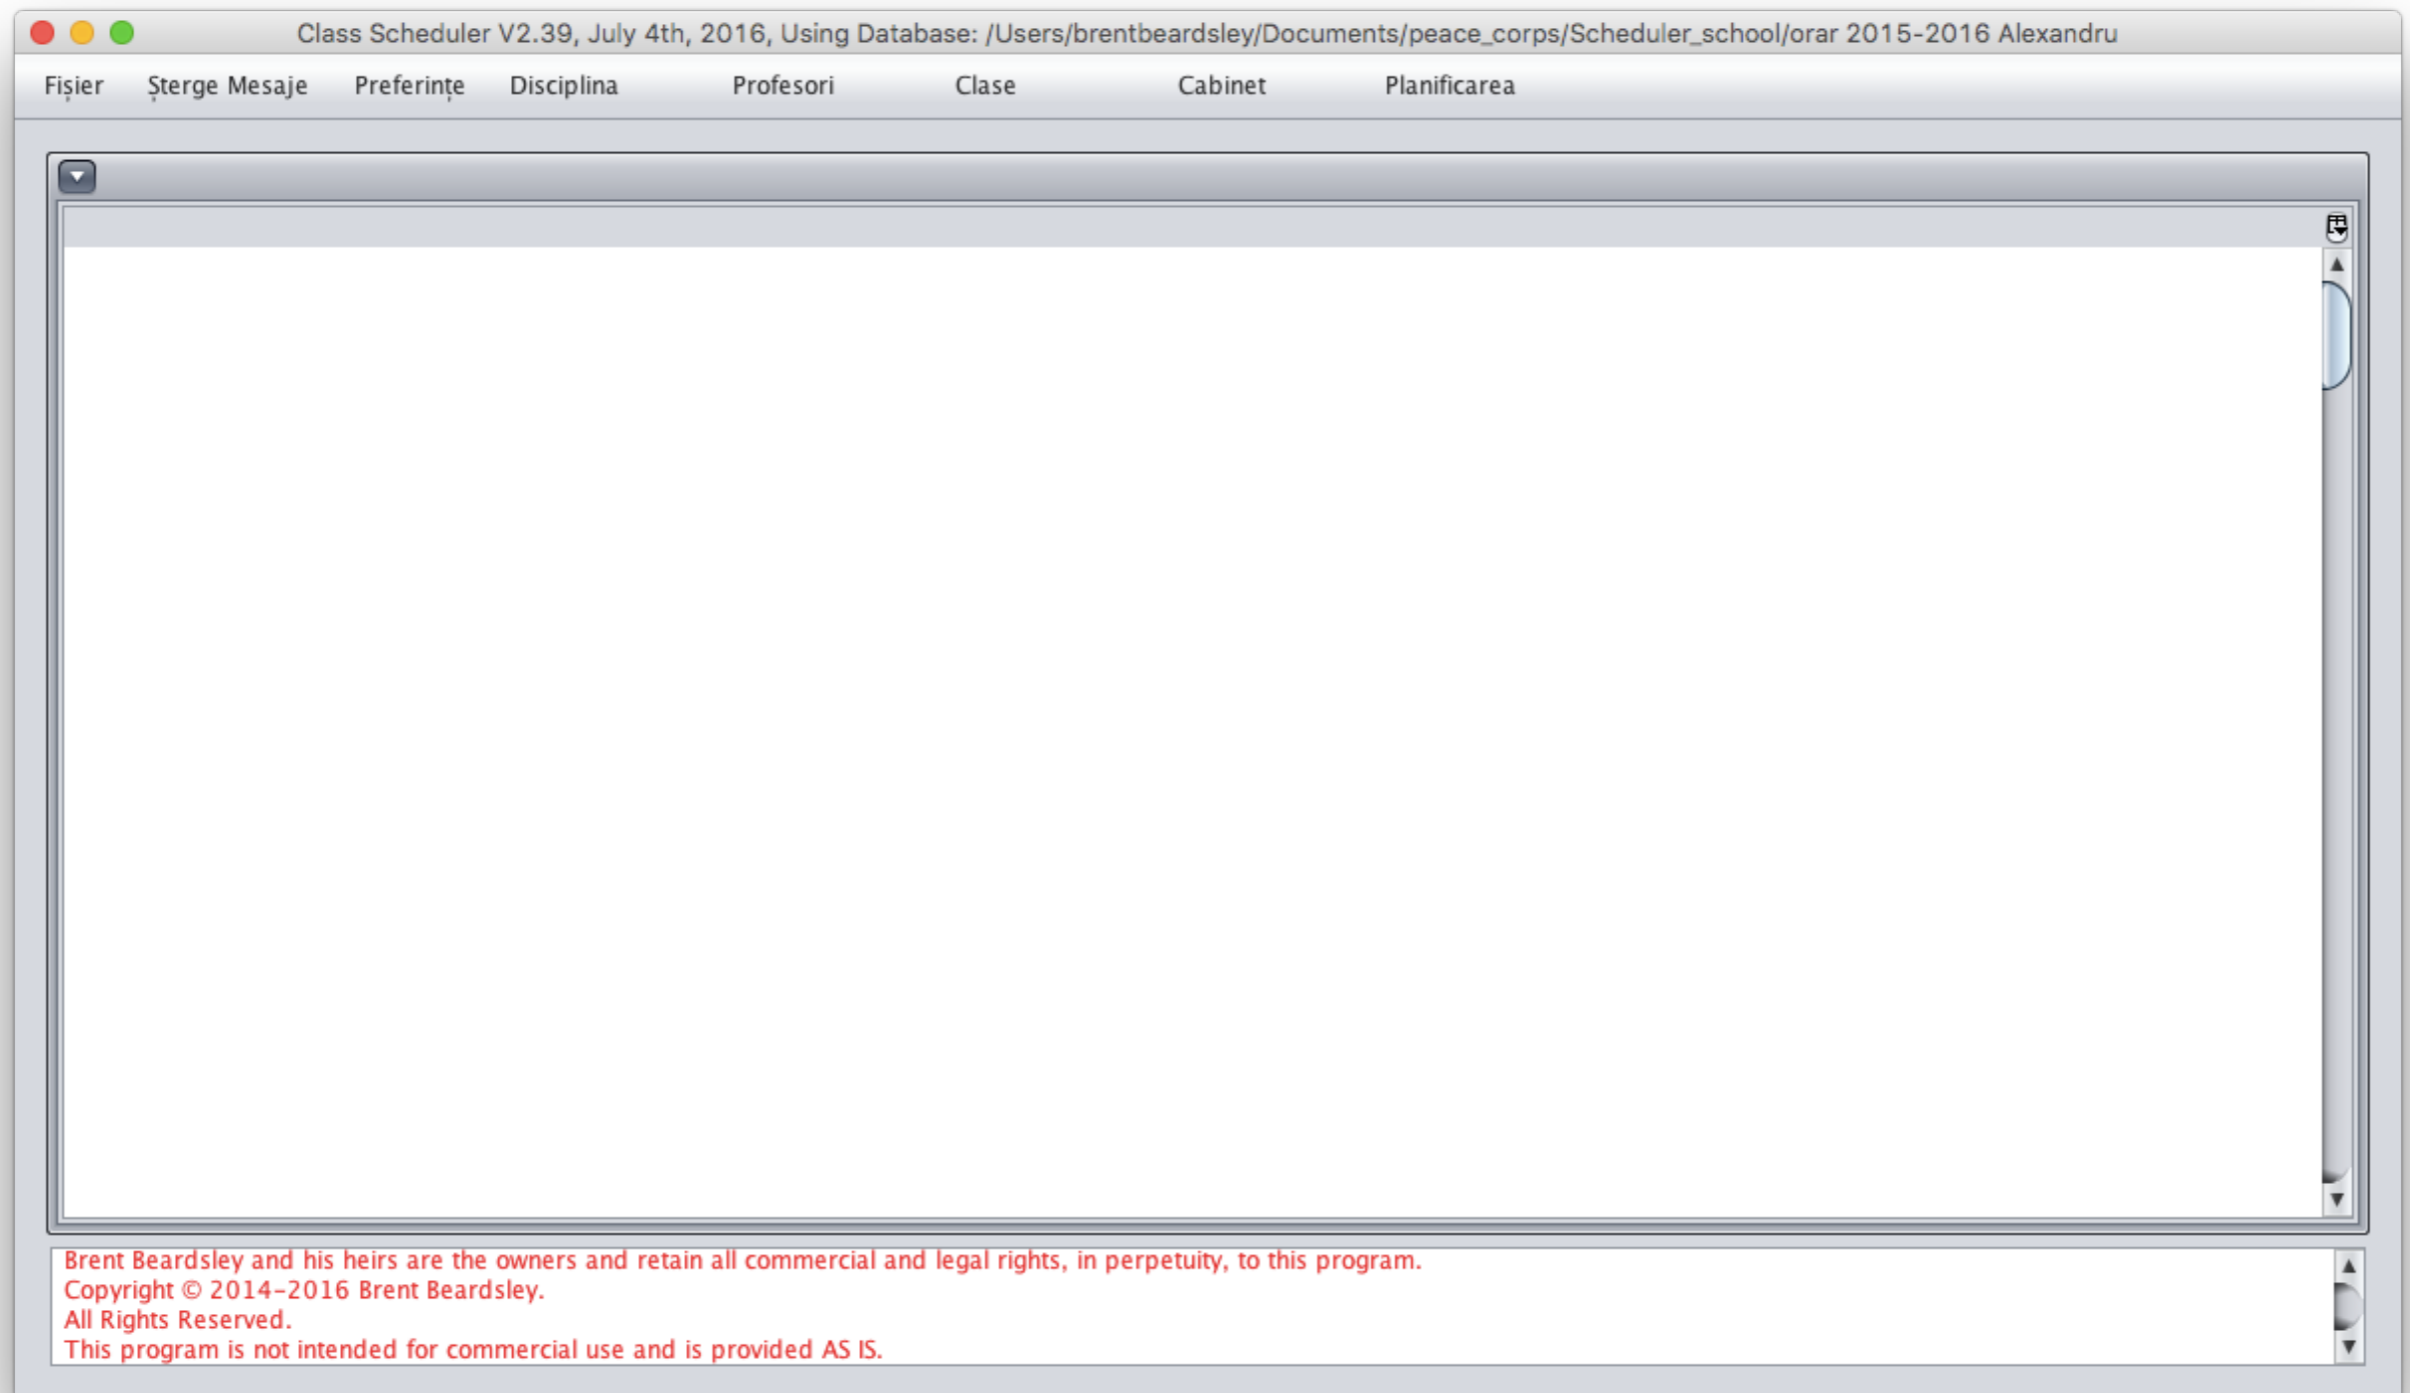 Class Scheduler V2.39, July 4th, 2016, Using Database: /Users/brentbeardsley/Documents/peace_corps/Scheduler_school/orar 2015-2016 Alexandru
Fișier Șterge Mesaje Preferințe Disciplina Profesori Clase Cabinet Planificarea
Brent Beardsley and his heirs are the owners and retain all commercial and legal rights, in perpetuity, to this program.
Copyright © 2014-2016 Brent Beardsley.
All Rights Reserved.
This program is not intended for commercial use and is provided AS IS.